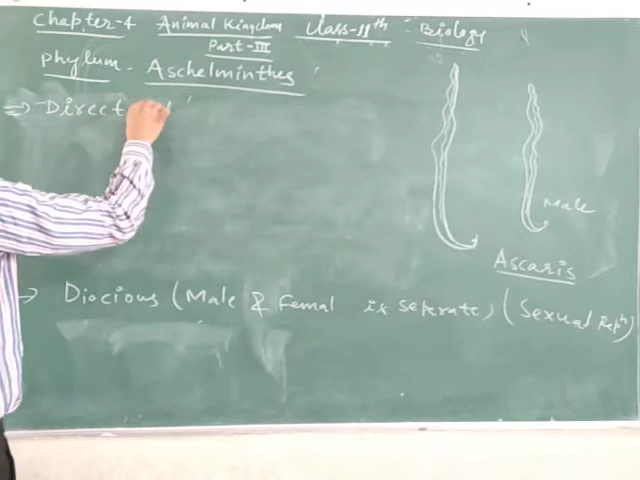 Chapter-4 Animal Kingdom Class-11th Biology
Part-III
Phylum- Aschelminthes
⇒ Direct
Male
Ascaris
→ Diocious (Male & Femal is seperate) (Sexual Repⁿ)